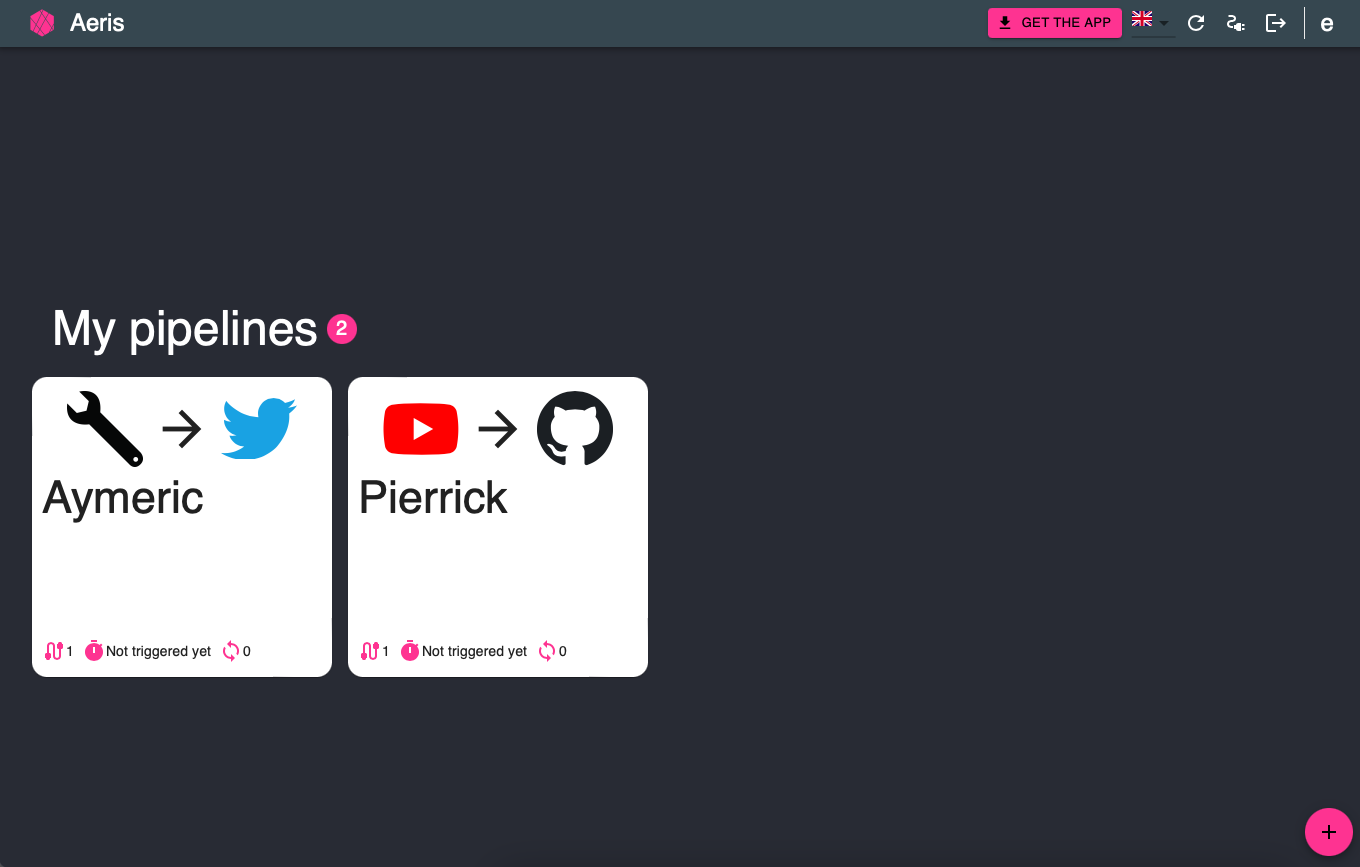 Aeris
GET THE APP
e
My pipelines 2
Aymeric
1 Not triggered yet 0
Pierrick
1 Not triggered yet 0